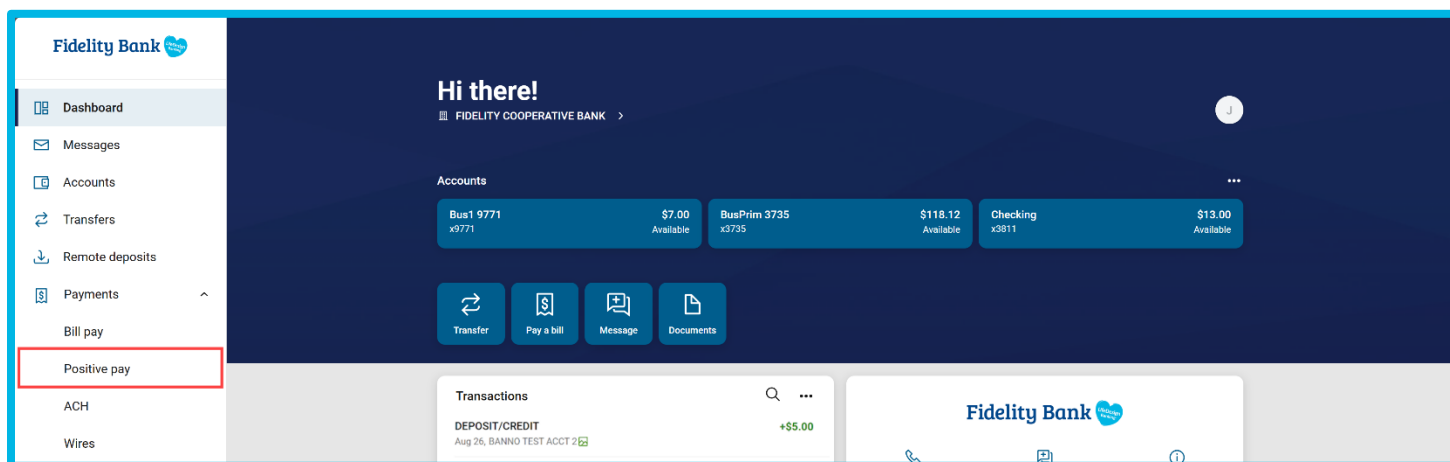 Fidelity Bank
Dashboard
Messages
Accounts
Transfers
Remote deposits
Payments
Bill pay
Positive pay
ACH
Wires
Hi there!
FIDELITY COOPERATIVE BANK
J
Accounts
Bus1 9771 $7.00
x9771 Available
BusPrim 3735 $118.12
x3735 Available
Checking $13.00
x3811 Available
Transfer
Pay a bill
Message
Documents
Transactions
DEPOSIT/CREDIT +$5.00
Aug 26, BANNO TEST ACCT 2
Fidelity Bank